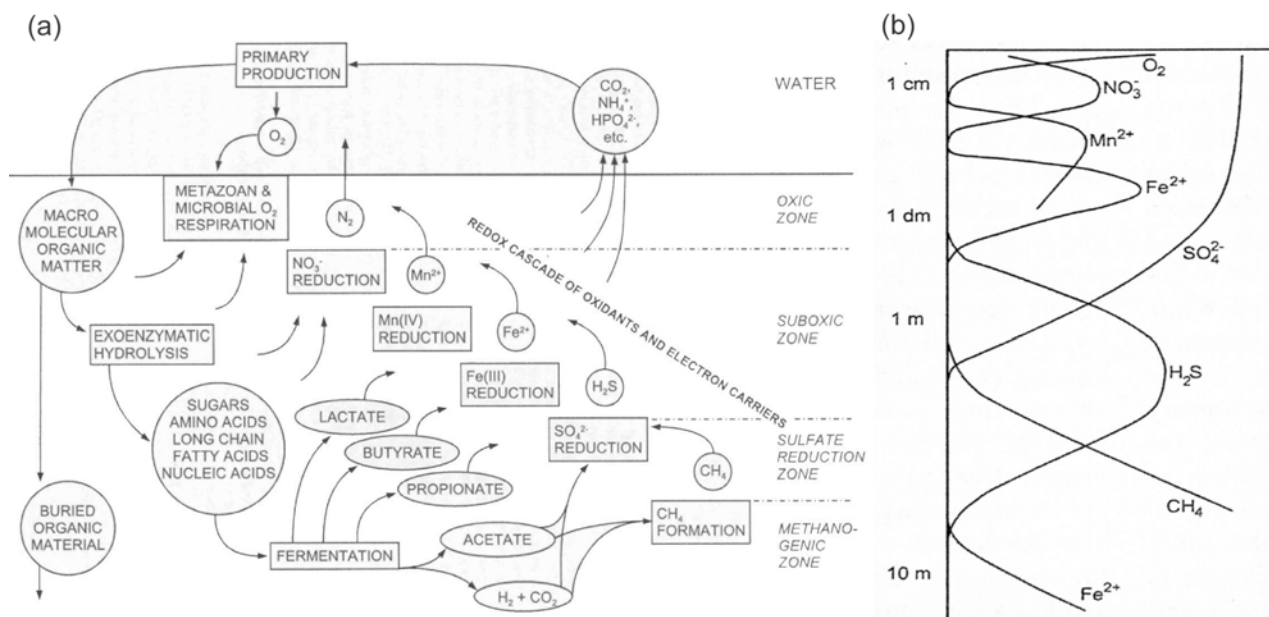 (a)
PRIMARY
PRODUCTION
O₂
CO₂,
NH₄⁺,
HPO₄²⁻,
etc.
WATER
MACRO
MOLECULAR
ORGANIC
MATTER
METAZOAN &
MICROBIAL O₂
RESPIRATION
N₂
OXIC
ZONE
REDOX CASCADE OF OXIDANTS AND ELECTRON CARRIERS
NO₃⁻
REDUCTION
Mn²⁺
EXOENZYMATIC
HYDROLYSIS
Mn(IV)
REDUCTION
Fe²⁺
SUBOXIC
ZONE
Fe(III)
REDUCTION
H₂S
SUGARS
AMINO ACIDS
LONG CHAIN
FATTY ACIDS
NUCLEIC ACIDS
LACTATE
BUTYRATE
PROPIONATE
SO₄²⁻
REDUCTION
CH₄
SULFATE
REDUCTION
ZONE
BURIED
ORGANIC
MATERIAL
FERMENTATION
ACETATE
H₂ + CO₂
CH₄
FORMATION
METHANO-
GENIC
ZONE
(b)
O₂
1 cm
NO₃⁻
Mn²⁺
Fe²⁺
1 dm
SO₄²⁻
1 m
H₂S
CH₄
10 m
Fe²⁺